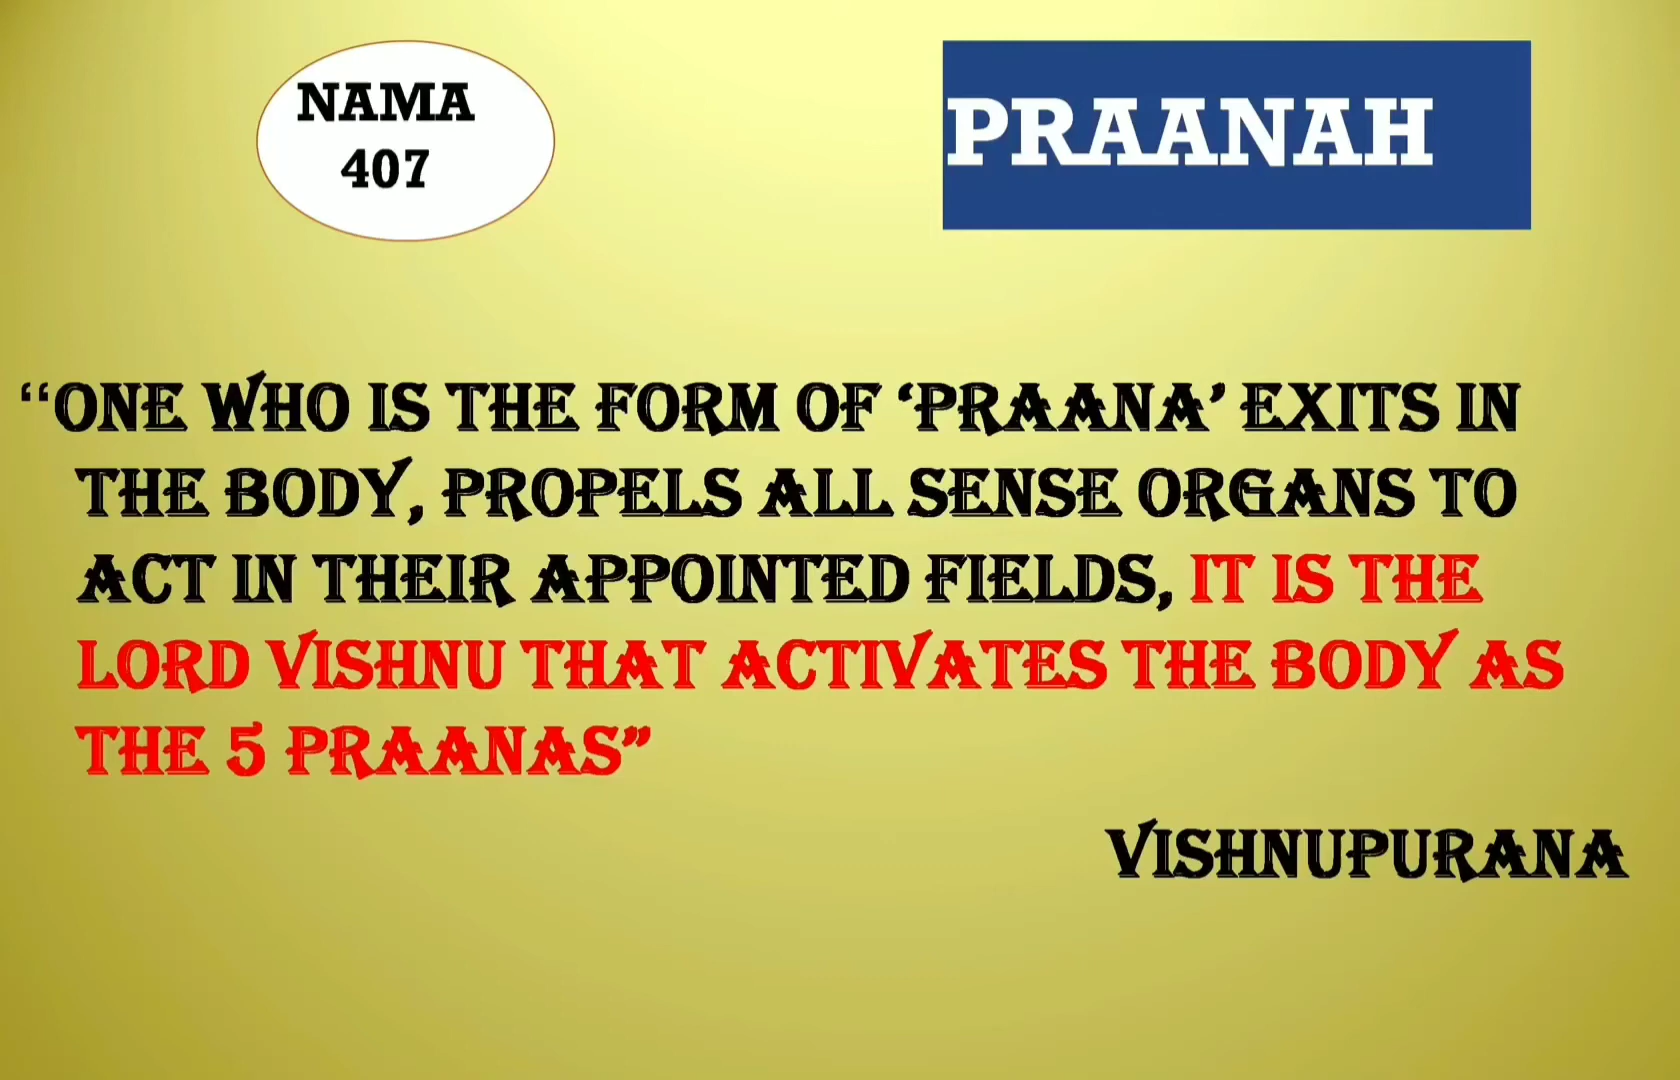 NAMA
407
PRAANAH
‘‘ONE WHO IS THE FORM OF ‘PRAANA’ EXITS IN
THE BODY, PROPELS ALL SENSE ORGANS TO
ACT IN THEIR APPOINTED FIELDS, IT IS THE
LORD VISHNU THAT ACTIVATES THE BODY AS
THE 5 PRAANAS”
VISHNUPURANA